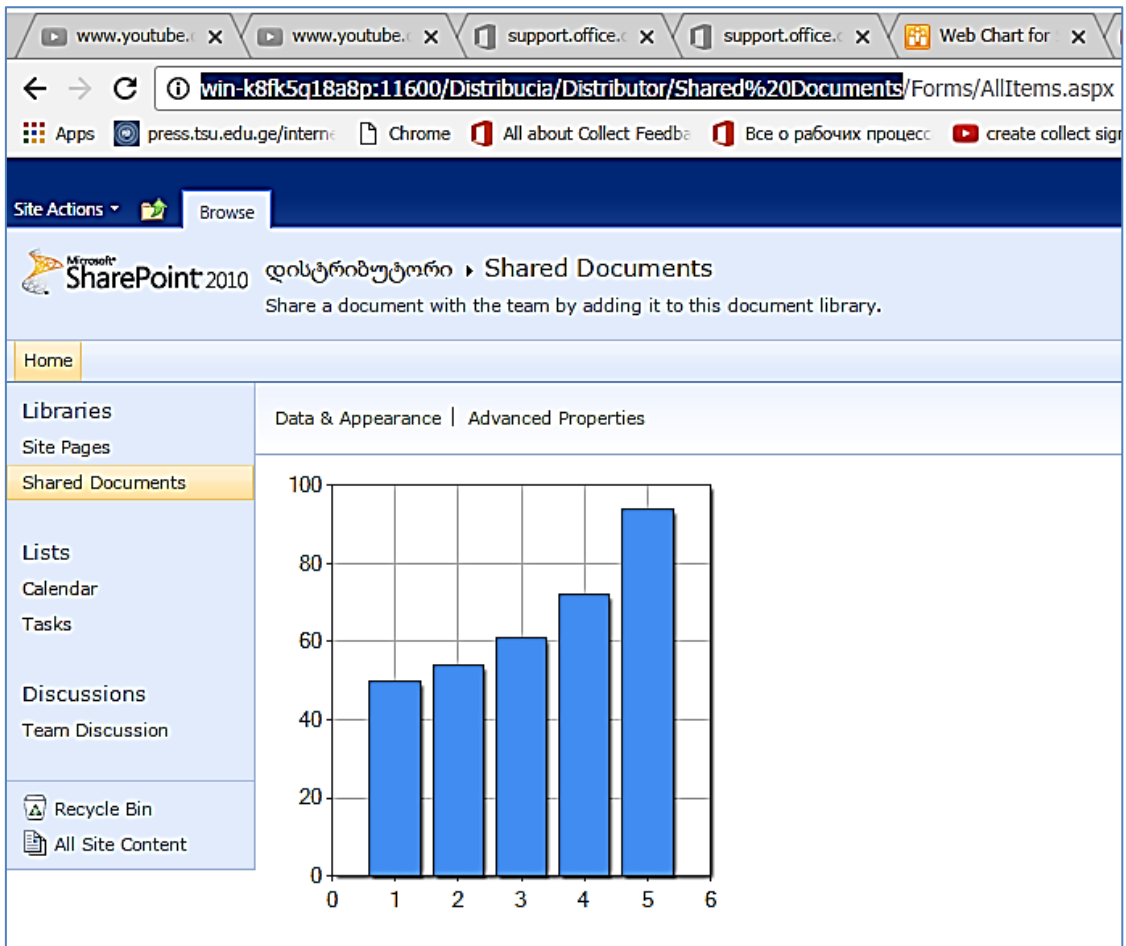 www.youtube.
www.youtube.
support.office.
support.office.
Web Chart for
win-k8fk5q18a8p:11600/Distribucia/Distributor/Shared%20Documents/Forms/AllItems.aspx
Apps press.tsu.edu.ge/intern Chrome All about Collect Feedba Все о рабочих процесс create collect sigr
Site Actions Browse
Microsoft
SharePoint 2010
დისტრიბუტორი ▸ Shared Documents
Share a document with the team by adding it to this document library.
Home
Libraries
Site Pages
Shared Documents
Lists
Calendar
Tasks
Discussions
Team Discussion
Recycle Bin
All Site Content
Data & Appearance | Advanced Properties
100
80
60
40
20
0
0 1 2 3 4 5 6